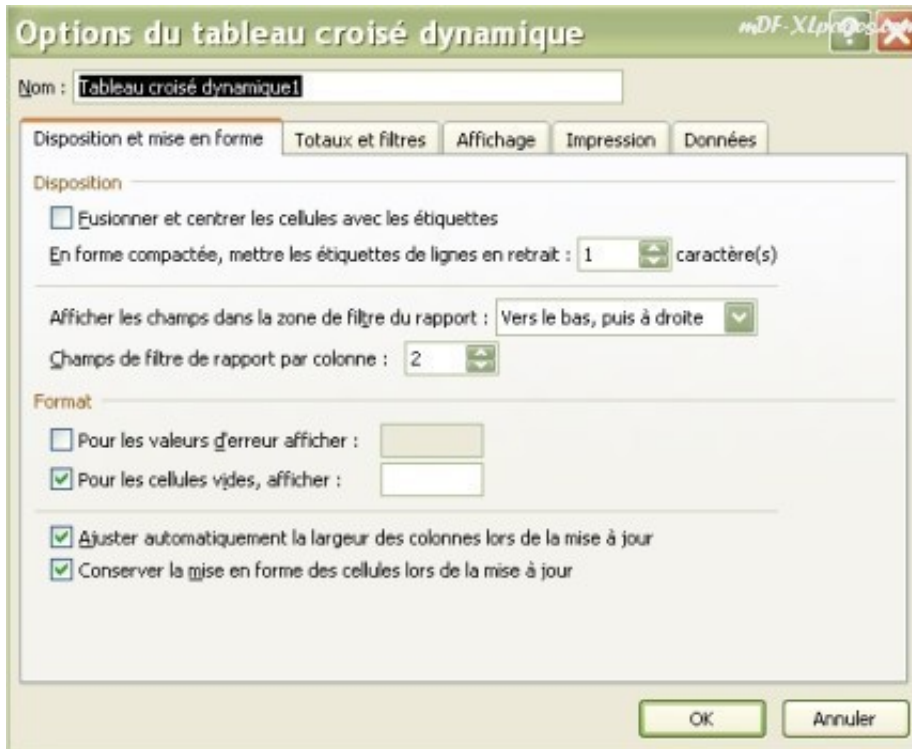 Options du tableau croisé dynamique
Nom : Tableau croisé dynamique1
Disposition et mise en forme Totaux et filtres Affichage Impression Données
Disposition
Fusionner et centrer les cellules avec les étiquettes
En forme compactée, mettre les étiquettes de lignes en retrait : 1 caractère(s)
Afficher les champs dans la zone de filtre du rapport : Vers le bas, puis à droite
Champs de filtre de rapport par colonne : 2
Format
Pour les valeurs d'erreur afficher :
Pour les cellules vides, afficher :
Ajuster automatiquement la largeur des colonnes lors de la mise à jour
Conserver la mise en forme des cellules lors de la mise à jour
OK Annuler